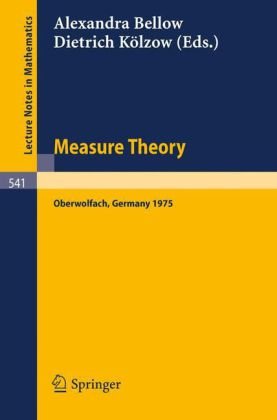 Alexandra Bellow
Dietrich Kölzow (Eds.)
Lecture Notes in Mathematics
541
Measure Theory
Oberwolfach, Germany 1975
Springer